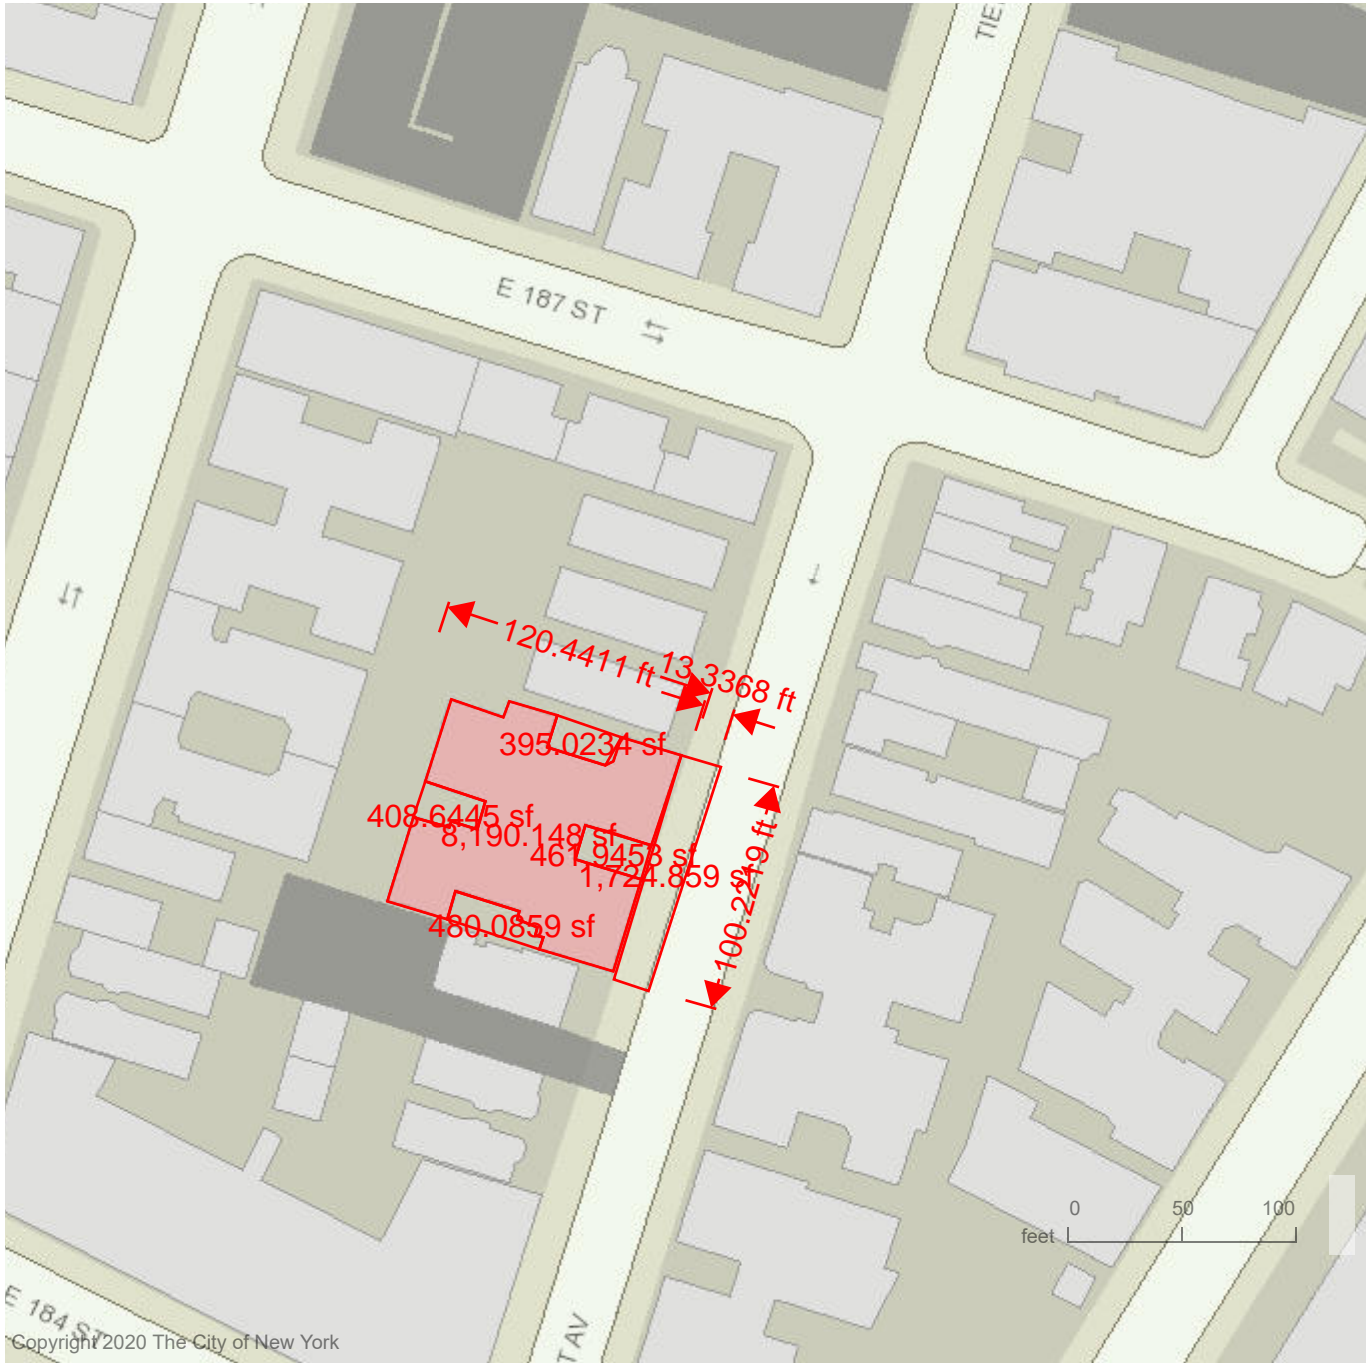 TIE
E 187 ST
120.4411 ft
13.3368 ft
395.0234 sf
408.6445 sf
8,190.148 sf
461.9453 sf
1,724.859 sf
100.2219 ft
480.0859 sf
0 50 100
feet
E 184 ST
T AV
Copyright 2020 The City of New York